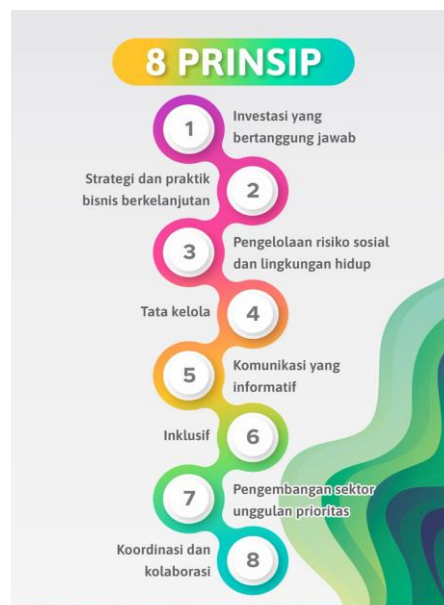 8 PRINSIP
1
Investasi yang
bertanggung jawab
Strategi dan praktik
bisnis berkelanjutan
2
3
Pengelolaan risiko sosial
dan lingkungan hidup
Tata kelola
4
5
Komunikasi yang
informatif
Inklusif
6
7
Pengembangan sektor
unggulan prioritas
Koordinasi dan
kolaborasi
8